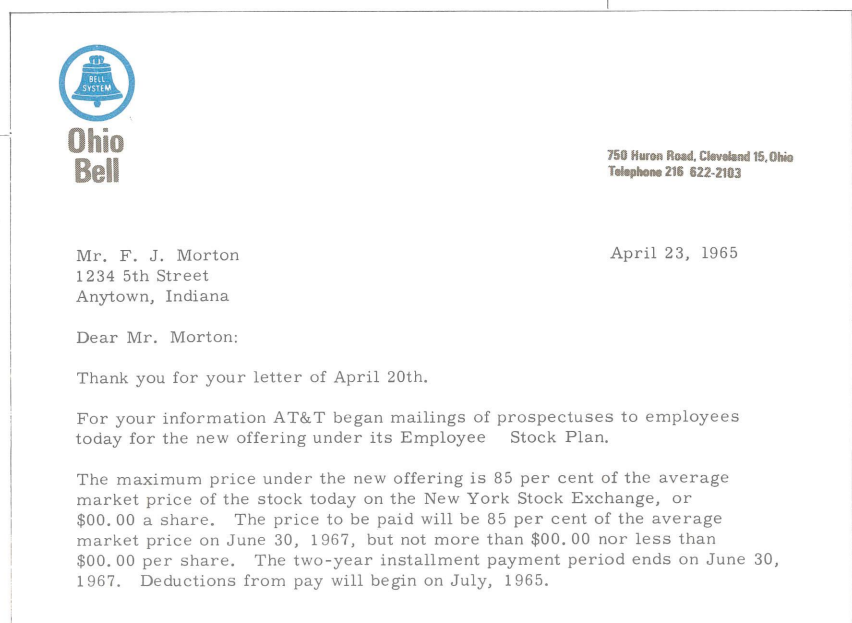 BELL
SYSTEM
Ohio
Bell
750 Huron Road, Cleveland 15, Ohio
Telephone 216 622-2103
Mr. F. J. Morton
April 23, 1965
1234 5th Street
Anytown, Indiana
Dear Mr. Morton:
Thank you for your letter of April 20th.
For your information AT&T began mailings of prospectuses to employees
today for the new offering under its Employee Stock Plan.
The maximum price under the new offering is 85 per cent of the average
market price of the stock today on the New York Stock Exchange, or
$00.00 a share. The price to be paid will be 85 per cent of the average
market price on June 30, 1967, but not more than $00.00 nor less than
$00.00 per share. The two-year installment payment period ends on June 30,
1967. Deductions from pay will begin on July, 1965.